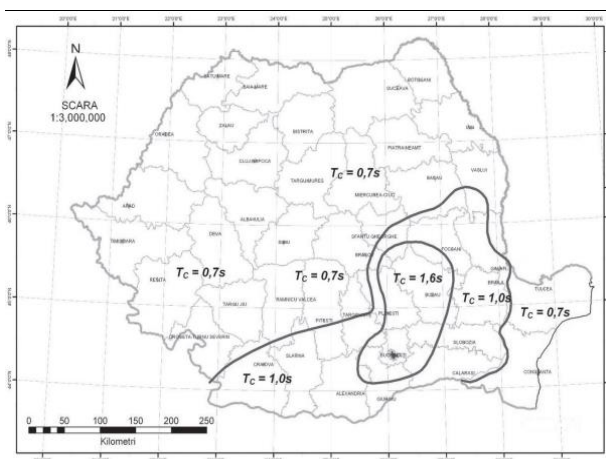 N
SCARA
1:3,000,000
SATU MARE
BAIA MARE
SUCEAVA
BOTOSANI
ORADEA
ZALAU
BISTRITA
IASI
CLUJ-NAPOCA
PIATRA NEAMT
T_C = 0,7s
TARGU MURES
BACAU
VASLUI
MIERCUREA-CIUC
ARAD
ALBA IULIA
DEVA
SIBIU
SFANTU GHEORGHE
TIMISOARA
BRASOV
FOCSANI
RESITA
T_C = 0,7s
T_C = 0,7s
T_C = 1,6s
GALATI
BUZAU
BRAILA
T_C = 1,0s
TULCEA
T_C = 0,7s
TARGU JIU
RAMNICU VALCEA
PITESTI
PLOIESTI
DROBETA-TURNU SEVERIN
SLATINA
SLOBOZIA
CRAIOVA
BUCURESTI
T_C = 1,0s
CALARASI
CONSTANTA
ALEXANDRIA
GIURGIU
0 50 100 150 200 250
Kilometri